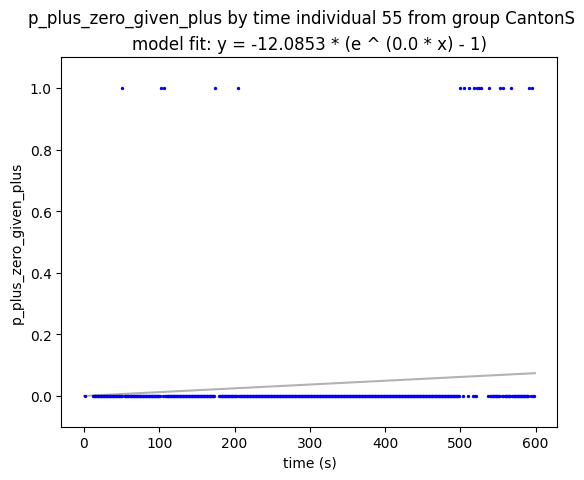 p_plus_zero_given_plus by time individual 55 from group CantonS
model fit: y = -12.0853 * (e ^ (0.0 * x) - 1)
1.0
0.8
0.6
0.4
0.2
0.0
p_plus_zero_given_plus
0 100 200 300 400 500 600
time (s)